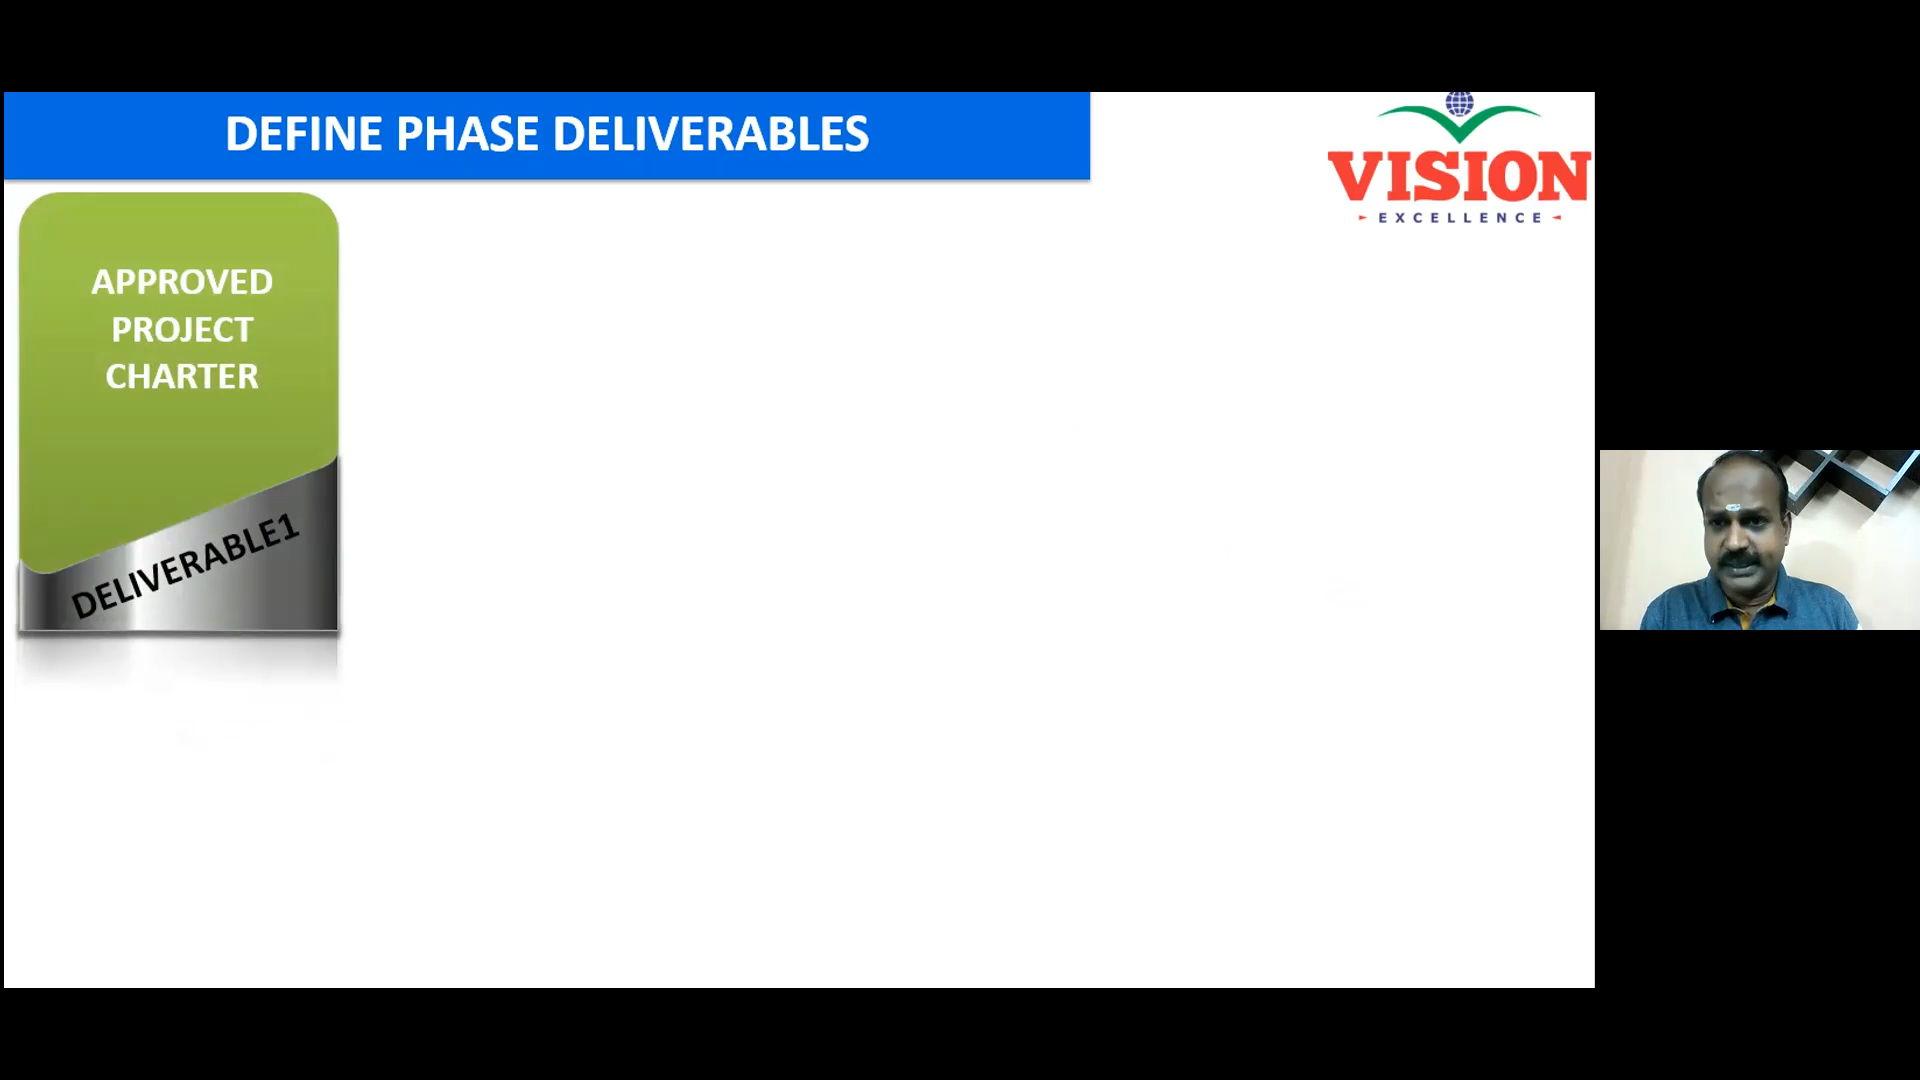 DEFINE PHASE DELIVERABLES
VISION
EXCELLENCE
APPROVED
PROJECT
CHARTER
DELIVERABLE1